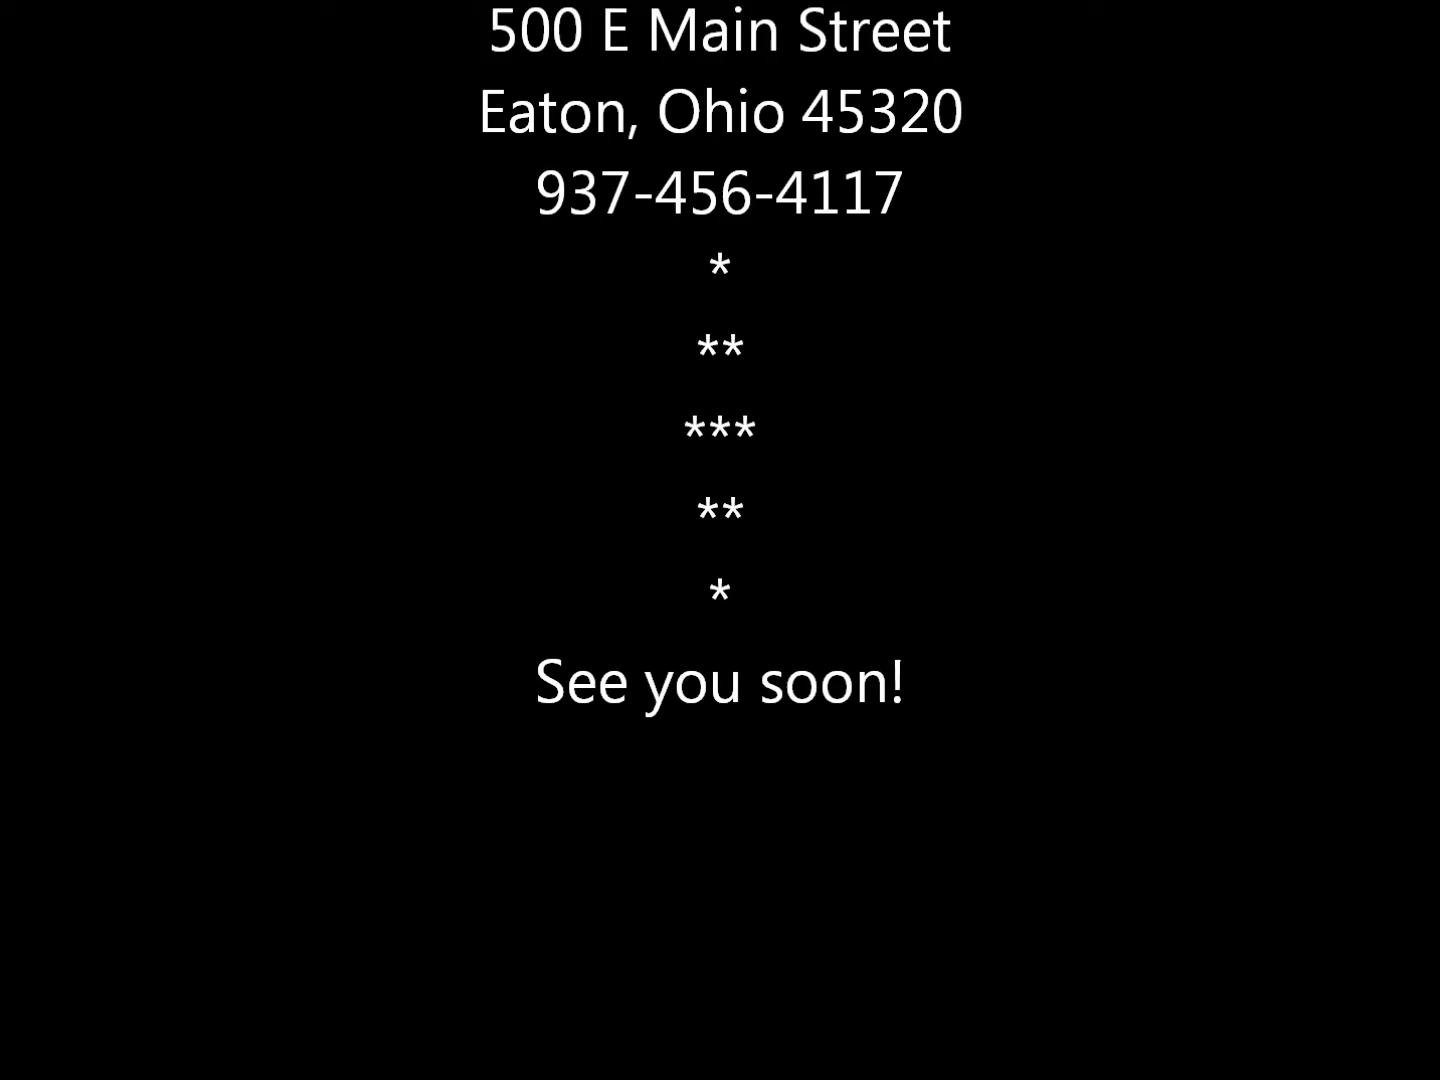 500 E Main Street
Eaton, Ohio 45320
937-456-4117
*
**
***
**
*
See you soon!